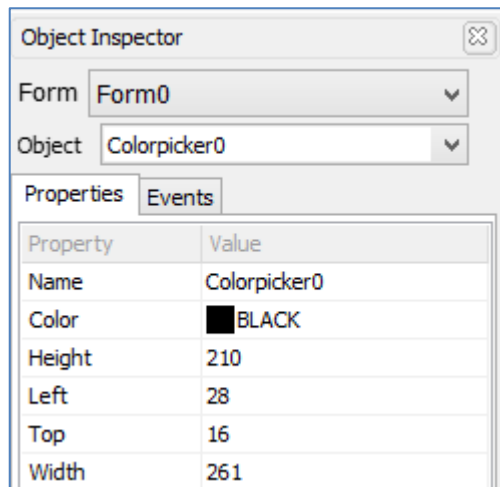 Object Inspector
Form Form0
Object Colorpicker0
Properties Events
Property Value
Name Colorpicker0
Color BLACK
Height 210
Left 28
Top 16
Width 261